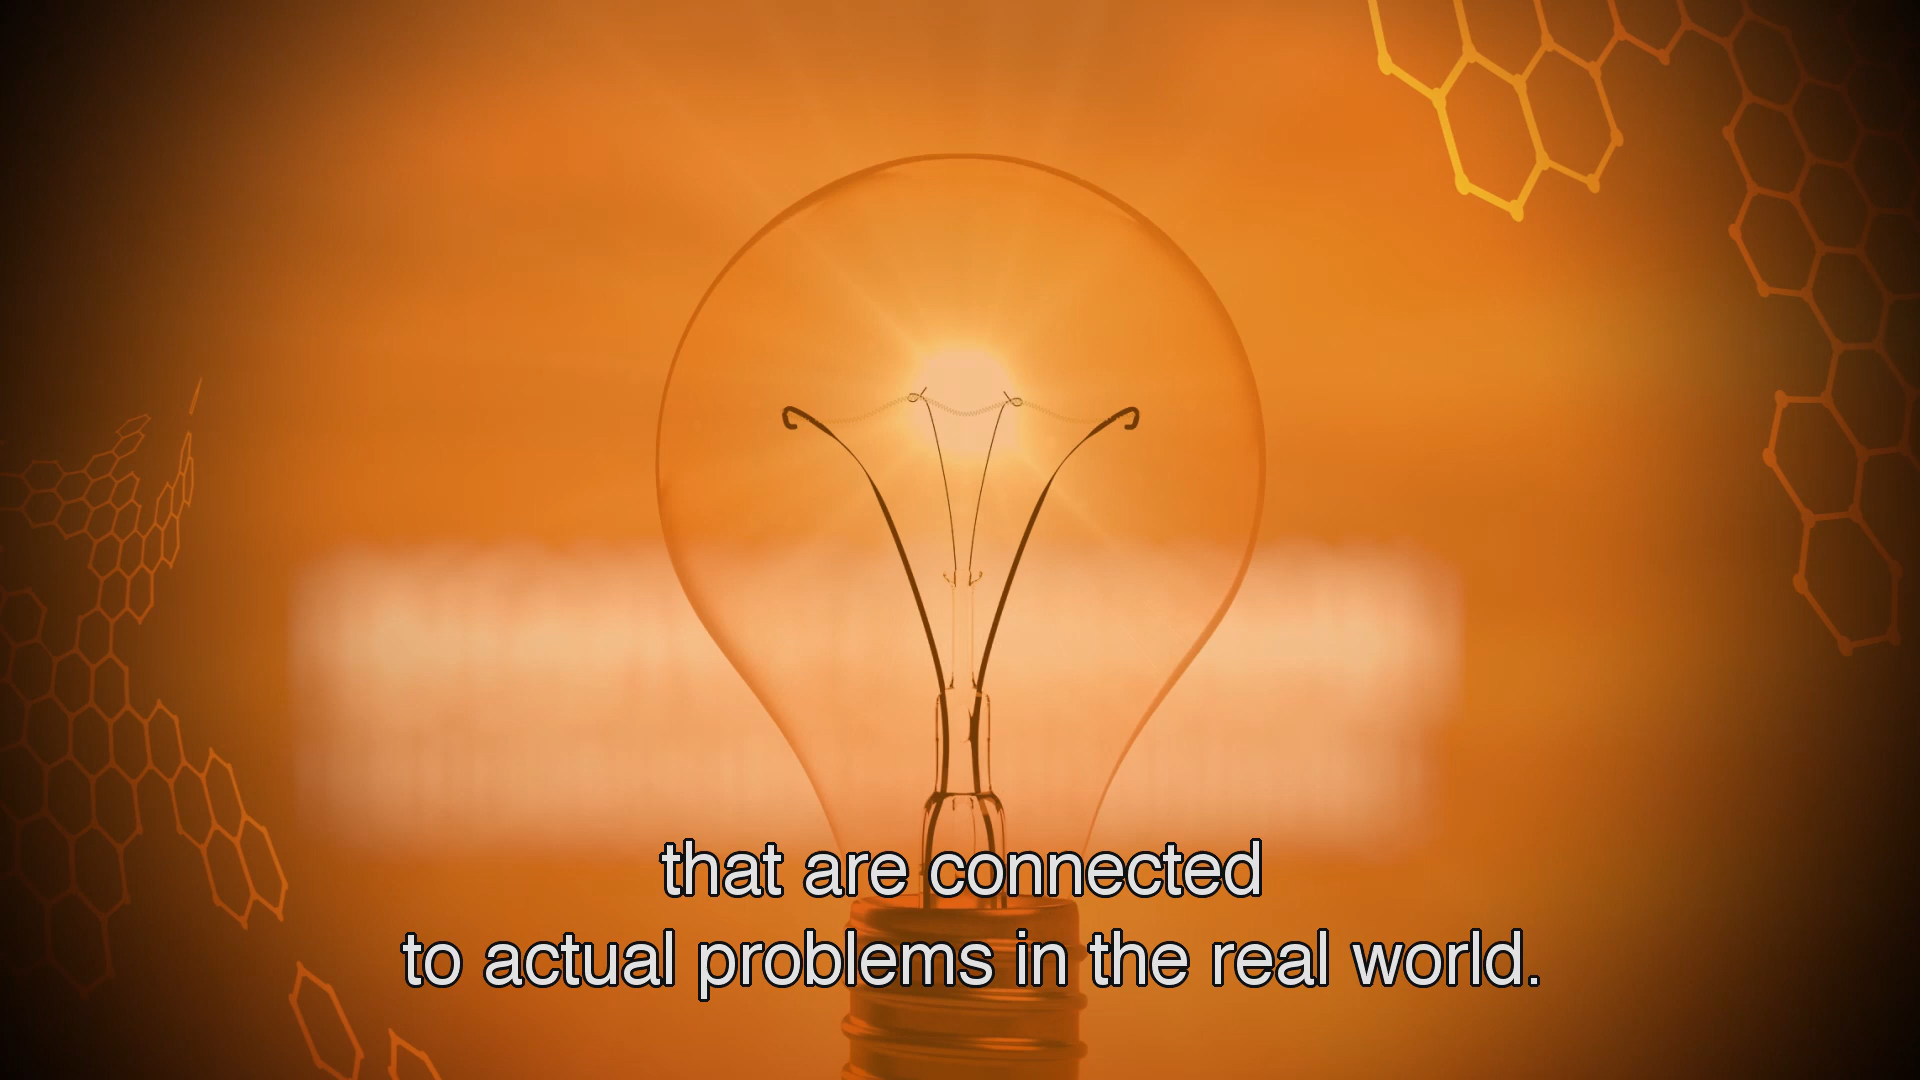 that are connected
to actual problems in the real world.